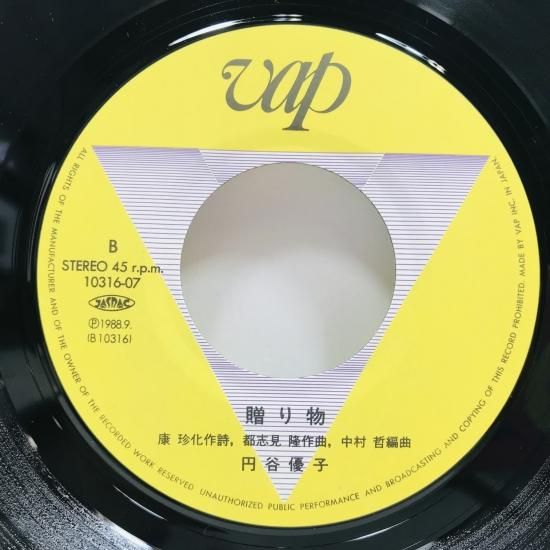 vap
B
STEREO 45 r.p.m.
10316-07
JASRAC
Ⓟ1988.9.
(B10316)
贈り物
康 珍化作詩, 都志見 隆作曲, 中村 哲編曲
円谷優子
ALL RIGHTS OF THE MANUFACTURER AND OF THE OWNER OF THE RECORDED WORK RESERVED UNAUTHORIZED PUBLIC PERFORMANCE AND BROADCASTING AND COPYING OF THIS RECORD PROHIBITED. MADE BY VAP INC. IN JAPAN.